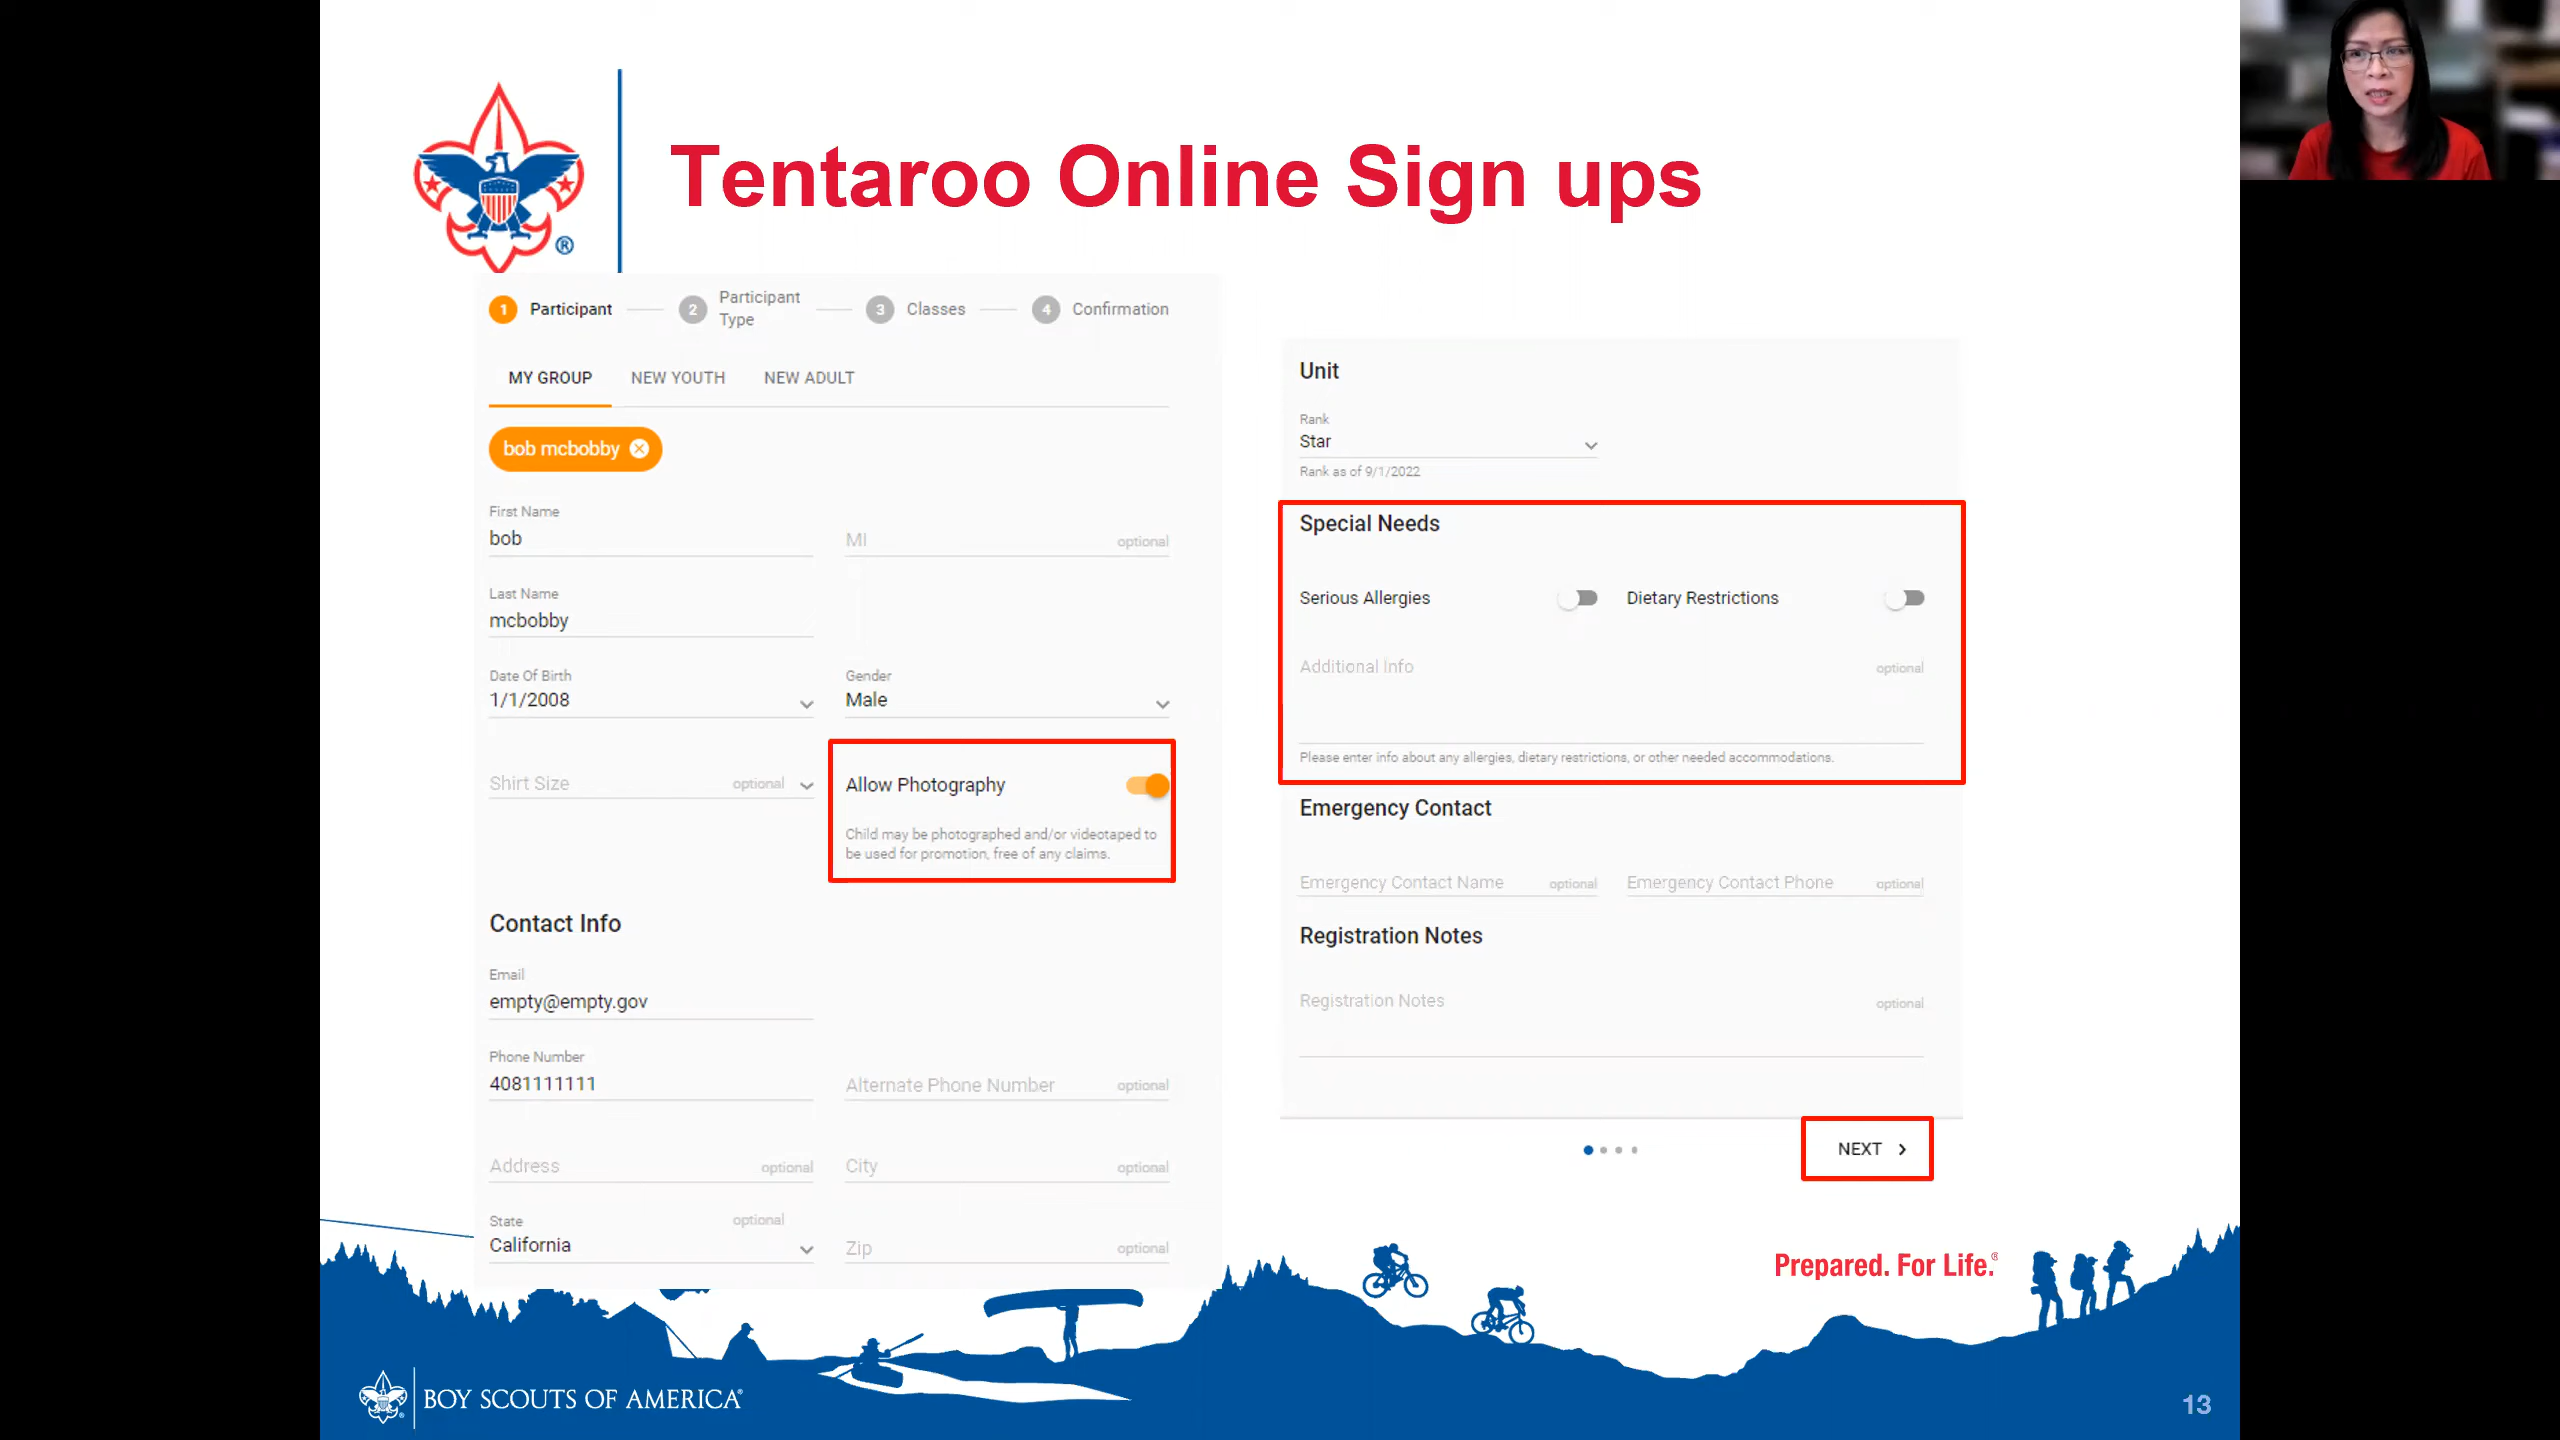 Tentaroo Online Sign ups
1 Participant 2 Participant Type 3 Classes 4 Confirmation
MY GROUP NEW YOUTH NEW ADULT
bob mcbobby
First Name
bob
MI optional
Last Name
mcbobby
Date Of Birth
1/1/2008
Gender
Male
Shirt Size optional
Allow Photography
Child may be photographed and/or videotaped to
be used for promotion, free of any claims.
Contact Info
Email
empty@empty.gov
Phone Number
4081111111
Alternate Phone Number optional
Address optional
City optional
State optional
California
Zip optional
Unit
Rank
Star
Rank as of 9/1/2022
Special Needs
Serious Allergies
Dietary Restrictions
Additional Info optional
Please enter info about any allergies, dietary restrictions, or other needed accommodations.
Emergency Contact
Emergency Contact Name optional
Emergency Contact Phone optional
Registration Notes
Registration Notes optional
NEXT
Prepared. For Life.®
BOY SCOUTS OF AMERICA®
13